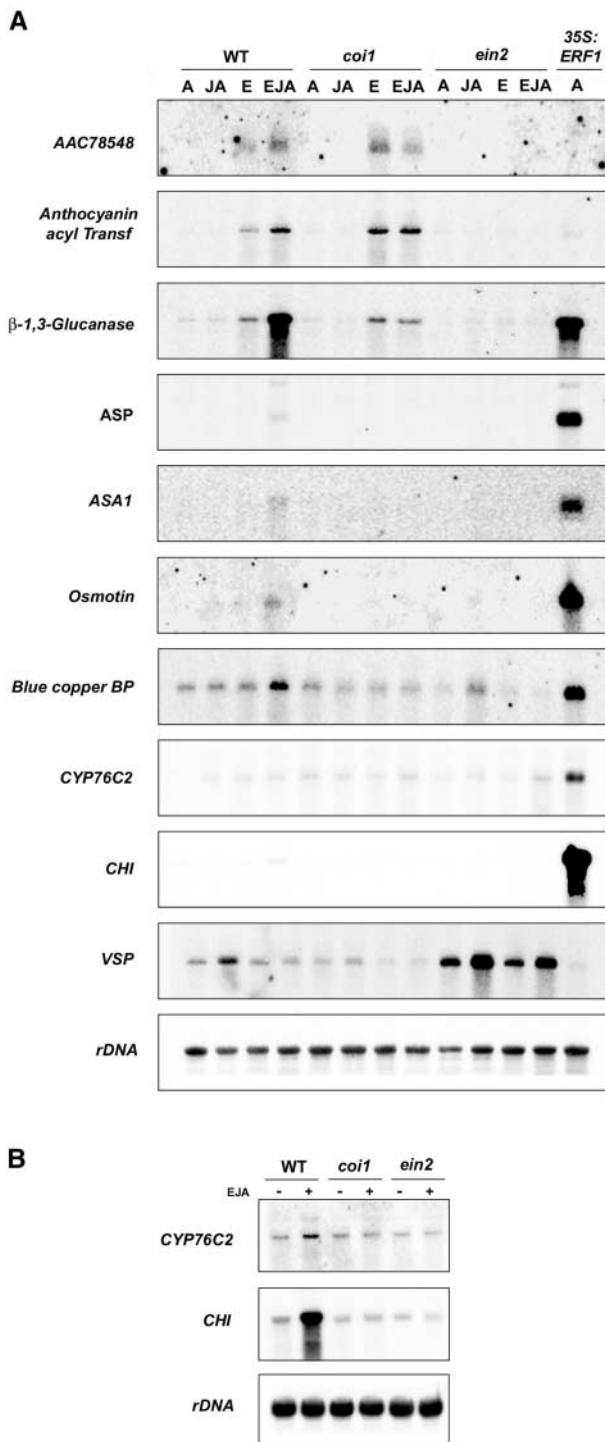 A
35S:
WT coi1 ein2 ERF1
A JA E EJA A JA E EJA A JA E EJA A
AAC78548
Anthocyanin
acyl Transf
β-1,3-Glucanase
ASP
ASA1
Osmotin
Blue copper BP
CYP76C2
CHI
VSP
rDNA
B
WT coi1 ein2
EJA - + - + - +
CYP76C2
CHI
rDNA